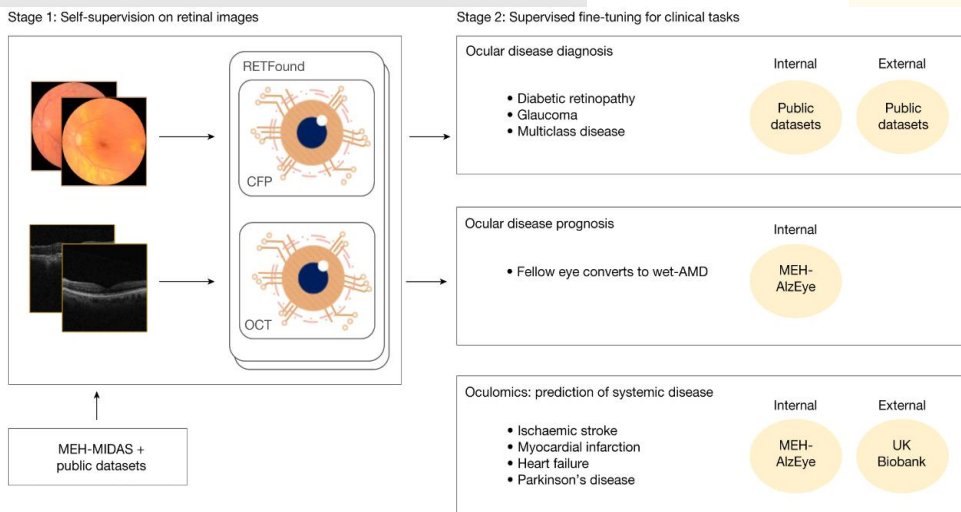 Stage 1: Self-supervision on retinal images
RETFound
CFP
OCT
MEH-MIDAS +
public datasets
Stage 2: Supervised fine-tuning for clinical tasks
Ocular disease diagnosis
• Diabetic retinopathy
• Glaucoma
• Multiclass disease
Internal
Public
datasets
External
Public
datasets
Ocular disease prognosis
• Fellow eye converts to wet-AMD
Internal
MEH-
AlzEye
Oculomics: prediction of systemic disease
• Ischaemic stroke
• Myocardial infarction
• Heart failure
• Parkinson's disease
Internal
MEH-
AlzEye
External
UK
Biobank